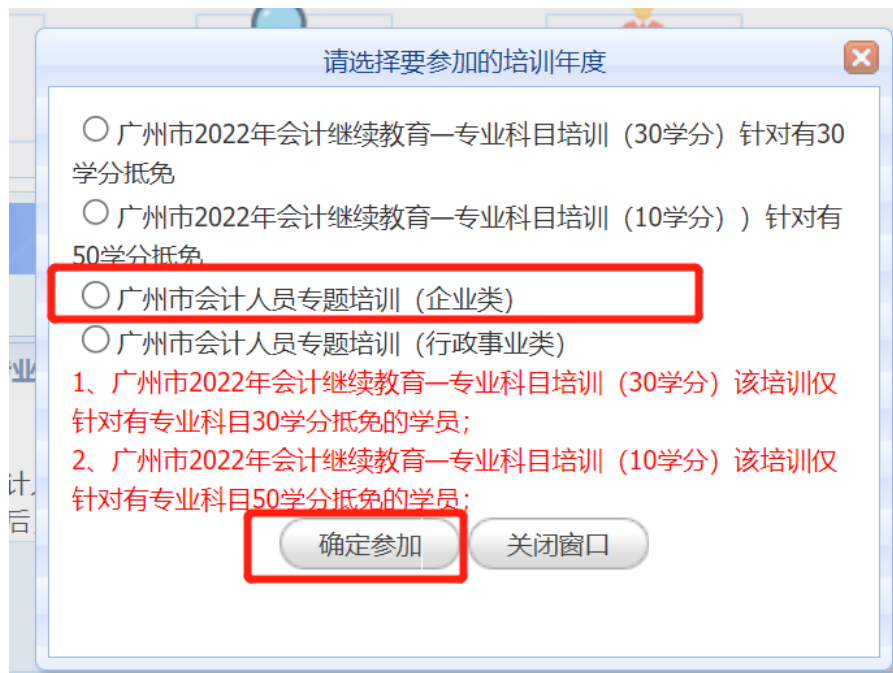 请选择要参加的培训年度
广州市2022年会计继续教育—专业科目培训（30学分）针对有30
学分抵免
广州市2022年会计继续教育—专业科目培训（10学分））针对有
50学分抵免
广州市会计人员专题培训（企业类）
广州市会计人员专题培训（行政事业类）
业
1、广州市2022年会计继续教育—专业科目培训（30学分）该培训仅
针对有专业科目30学分抵免的学员；
2、广州市2022年会计继续教育—专业科目培训（10学分）该培训仅
计
针对有专业科目50学分抵免的学员；
后
确定参加 关闭窗口